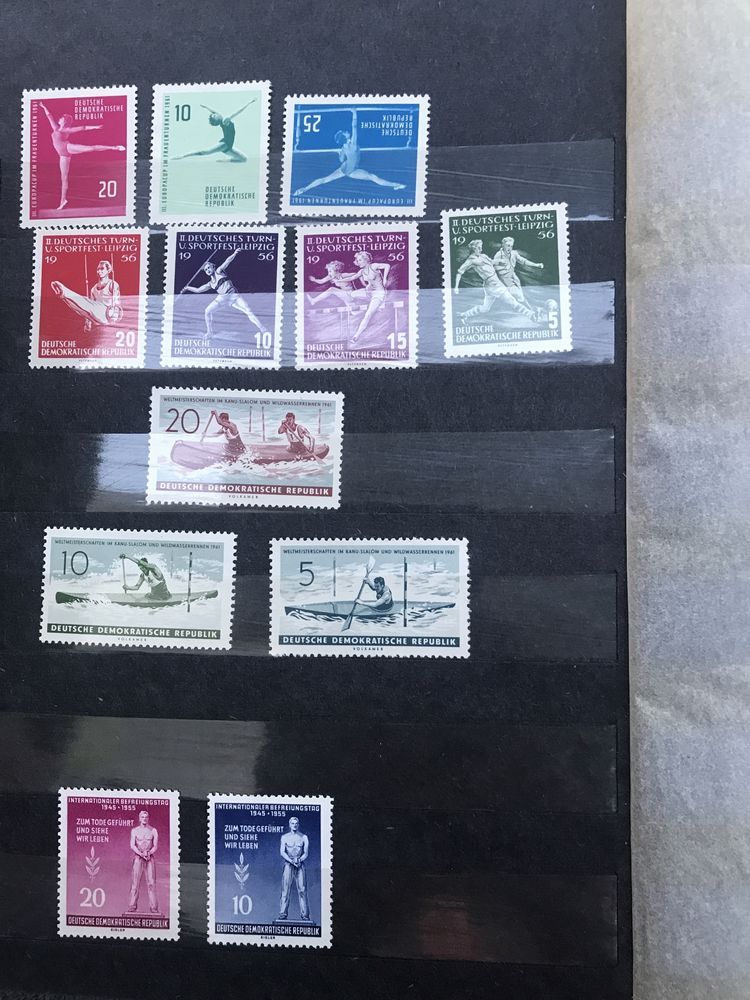 III. EUROPACUP IM FRAUENTURNEN 1961
DEUTSCHE
DEMOKRATISCHE
REPUBLIK
20
10
III. EUROPACUP IM FRAUENTURNEN 1961
DEUTSCHE
DEMOKRATISCHE
REPUBLIK
25
DEUTSCHE
DEMOKRATISCHE
REPUBLIK
III. EUROPACUP IM FRAUENTURNEN 1961
II. DEUTSCHES TURN-
U. SPORTFEST·LEIPZIG
19 56
20
DEUTSCHE
DEMOKRATISCHE REPUBLIK
II. DEUTSCHES TURN-
U. SPORTFEST·LEIPZIG
19 56
DEUTSCHE 10
DEMOKRATISCHE REPUBLIK
II. DEUTSCHES TURN-
U. SPORTFEST·LEIPZIG
19 56
DEUTSCHE 15
DEMOKRATISCHE REPUBLIK
II. DEUTSCHES TURN-
U. SPORTFEST·LEIPZIG
19 56
DEUTSCHE 5
DEMOKRATISCHE REPUBLIK
WELTMEISTERSCHAFTEN IM KANU-SLALOM UND WILDWASSERRENNEN 1961
20
DEUTSCHE DEMOKRATISCHE REPUBLIK
VOLKAMER
WELTMEISTERSCHAFTEN IM KANU-SLALOM UND WILDWASSERRENNEN 1961
10
DEUTSCHE DEMOKRATISCHE REPUBLIK
VOLKAMER
WELTMEISTERSCHAFTEN IM KANU-SLALOM UND WILDWASSERRENNEN 1961
5
DEUTSCHE DEMOKRATISCHE REPUBLIK
VOLKAMER
INTERNATIONALER BEFREIUNGSTAG
1945·1955
ZUM TODE GEFÜHRT
UND SIEHE
WIR LEBEN
20
DEUTSCHE DEMOKRATISCHE REPUBLIK
EIGLER
INTERNATIONALER BEFREIUNGSTAG
1945·1955
ZUM TODE GEFÜHRT
UND SIEHE
WIR LEBEN
10
DEUTSCHE DEMOKRATISCHE REPUBLIK
EIGLER